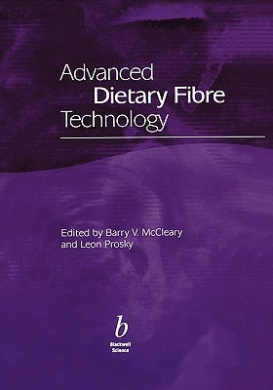 Advanced
Dietary Fibre
Technology
Edited by Barry V. McCleary
and Leon Prosky
b
Blackwell
Science